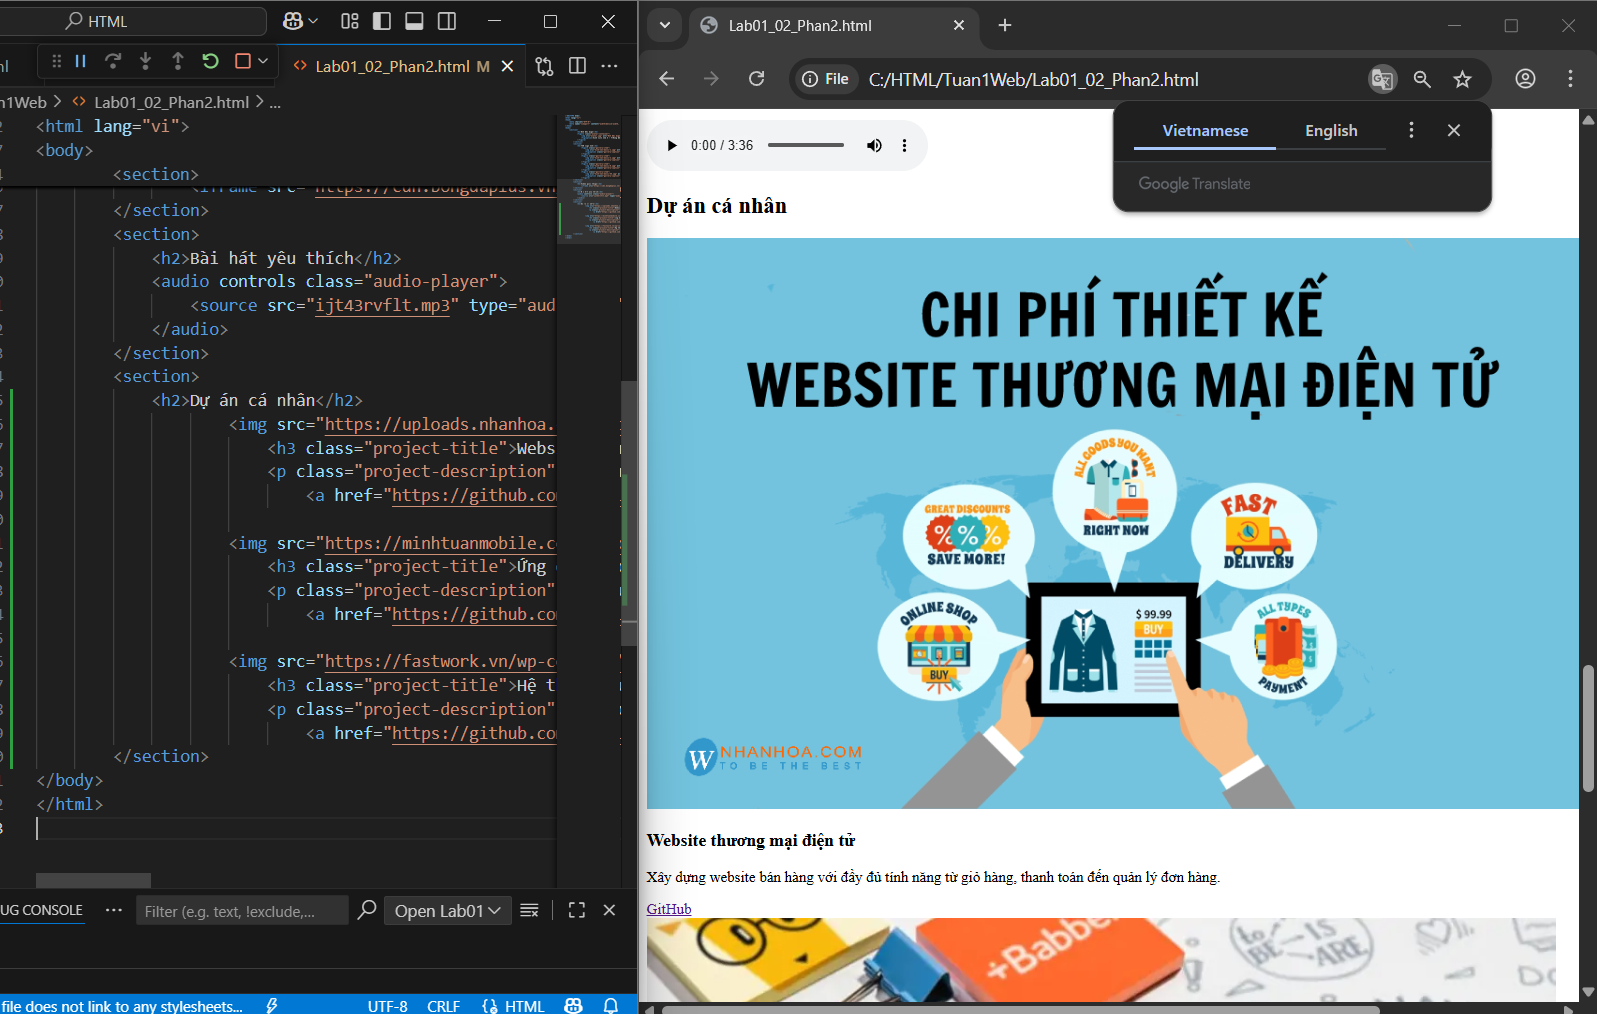 HTML
Lab01_02_Phan2.html M
n1Web > Lab01_02_Phan2.html > ...
<html lang="vi">
<body>
<section>
</section>
<section>
<h2>Bài hát yêu thích</h2>
<audio controls class="audio-player">
<source src="ijt43rvflt.mp3" type="aud
</audio>
</section>
<section>
<h2>Dự án cá nhân</h2>
<img src="https://uploads.nhanhoa.
<h3 class="project-title">Webs
<p class="project-description"
<a href="https://github.co
<img src="https://minhtuanmobile.c
<h3 class="project-title">Ứng
<p class="project-description"
<a href="https://github.co
<img src="https://fastwork.vn/wp-c
<h3 class="project-title">Hệ t
<p class="project-description"
<a href="https://github.co
</section>
</body>
</html>
UG CONSOLE
Filter (e.g. text, !exclude,...
Open Lab01
file does not link to any stylesheets...
UTF-8 CRLF HTML
Lab01_02_Phan2.html
File C:/HTML/Tuan1Web/Lab01_02_Phan2.html
Vietnamese English
Google Translate
0:00 / 3:36
Dự án cá nhân
CHI PHÍ THIẾT KẾ
WEBSITE THƯƠNG MẠI ĐIỆN TỬ
ALL GOODS YOU WANT
RIGHT NOW
GREAT DISCOUNTS
%%%
SAVE MORE!
FAST
DELIVERY
ONLINE SHOP
BUY
$ 99.99
BUY
ALL TYPES
PAYMENT
W NHANHOA.COM
TO BE THE BEST
Website thương mại điện tử
Xây dựng website bán hàng với đầy đủ tính năng từ giỏ hàng, thanh toán đến quản lý đơn hàng.
GitHub
+Babbel
to BE IS ARE